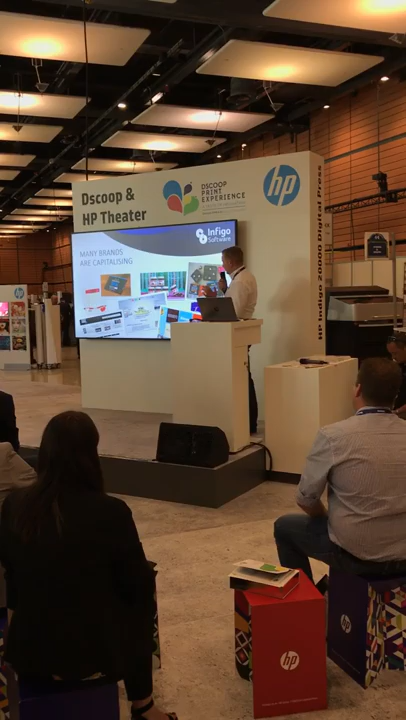 Dscoop &
HP Theater
DSCOOP
PRINT
EXPERIENCE
hp
HP Indigo 20000 Digital Press
Infigo
Software
MANY BRANDS
ARE CAPITALISING
hp
hp
hp